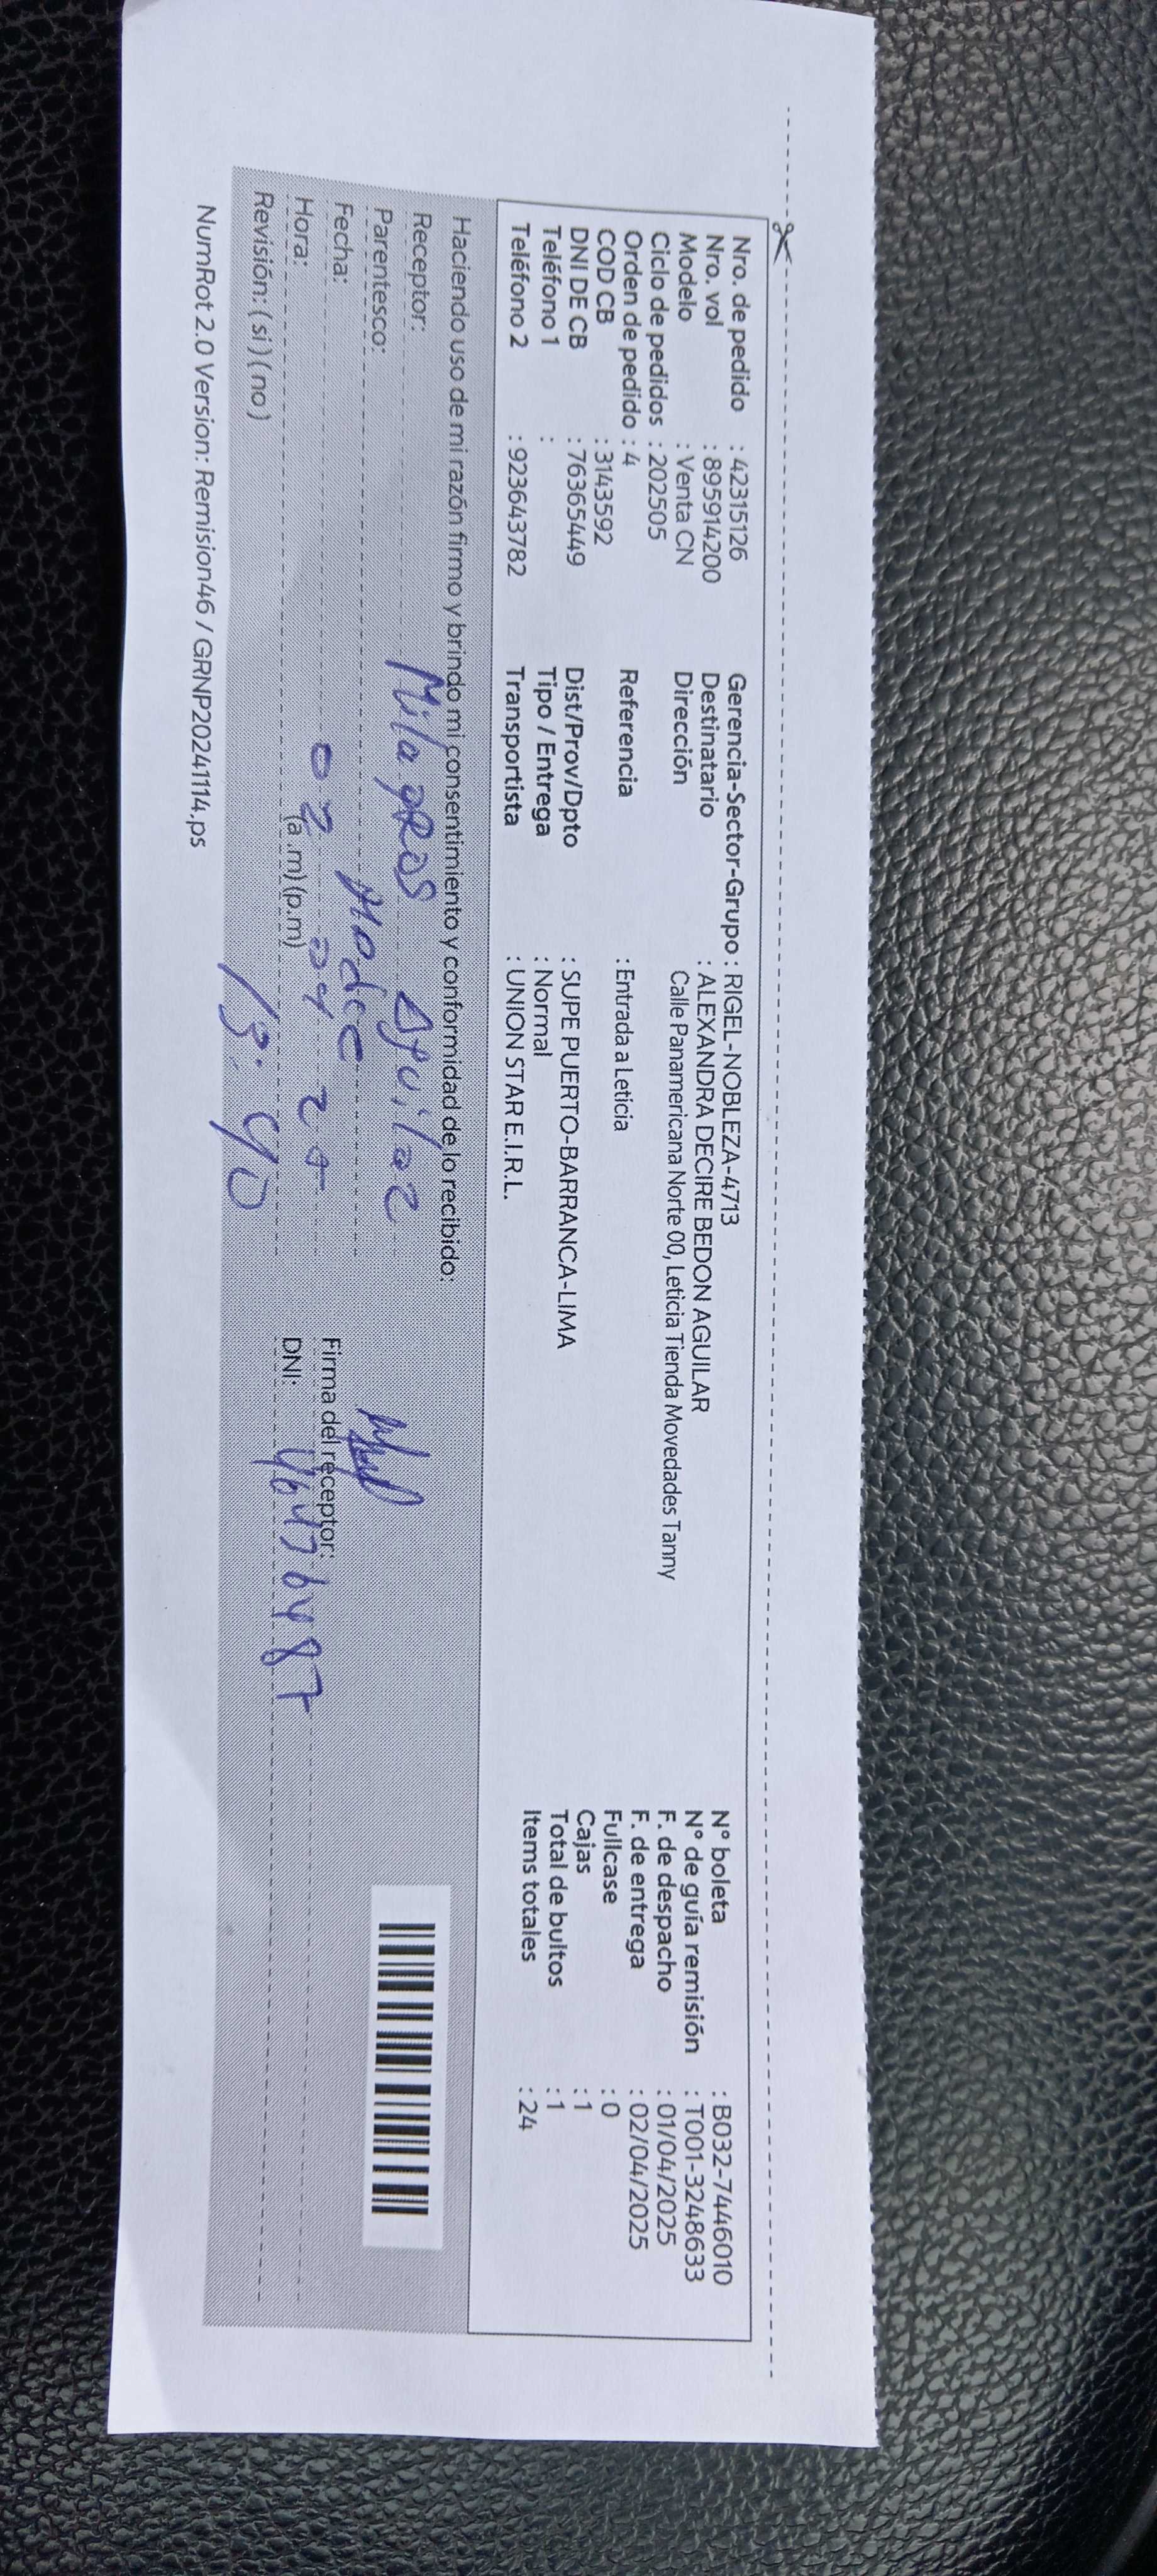 Nro. de pedido : 42315126 Gerencia-Sector-Grupo : RIGEL-NOBLEZA-4713 N° boleta : B032-7446010
Nro. vol : 895914200 Destinatario : ALEXANDRA DECIRE BEDON AGUILAR N° de guía remisión : T001-3248633
Modelo : Venta CN Dirección Calle Panamericana Norte 00, Leticia Tienda Movedades Tanny F. de despacho : 01/04/2025
Ciclo de pedidos : 202505 F. de entrega : 02/04/2025
Orden de pedido : 4 Referencia : Entrada a Leticia Fullcase : 0
COD CB : 3143592 Cajas : 1
DNI DE CB : 76365449 Dist/Prov/Dpto : SUPE PUERTO-BARRANCA-LIMA Total de bultos : 1
Teléfono 1 : Tipo / Entrega : Normal Items totales : 24
Teléfono 2 : 923643782 Transportista : UNION STAR E.I.R.L.
Haciendo uso de mi razón firmo y brindo mi consentimiento y conformidad de lo recibido:
Receptor: Milagros Aguilar
Parentesco: Madre
Fecha: 02 04 25 Firma del receptor:
Hora: (a.m) (p.m) 13:40 DNI:
Revisión: ( si ) ( no )
NumRot 2.0 Version: Remision46 / GRNP20241114.ps